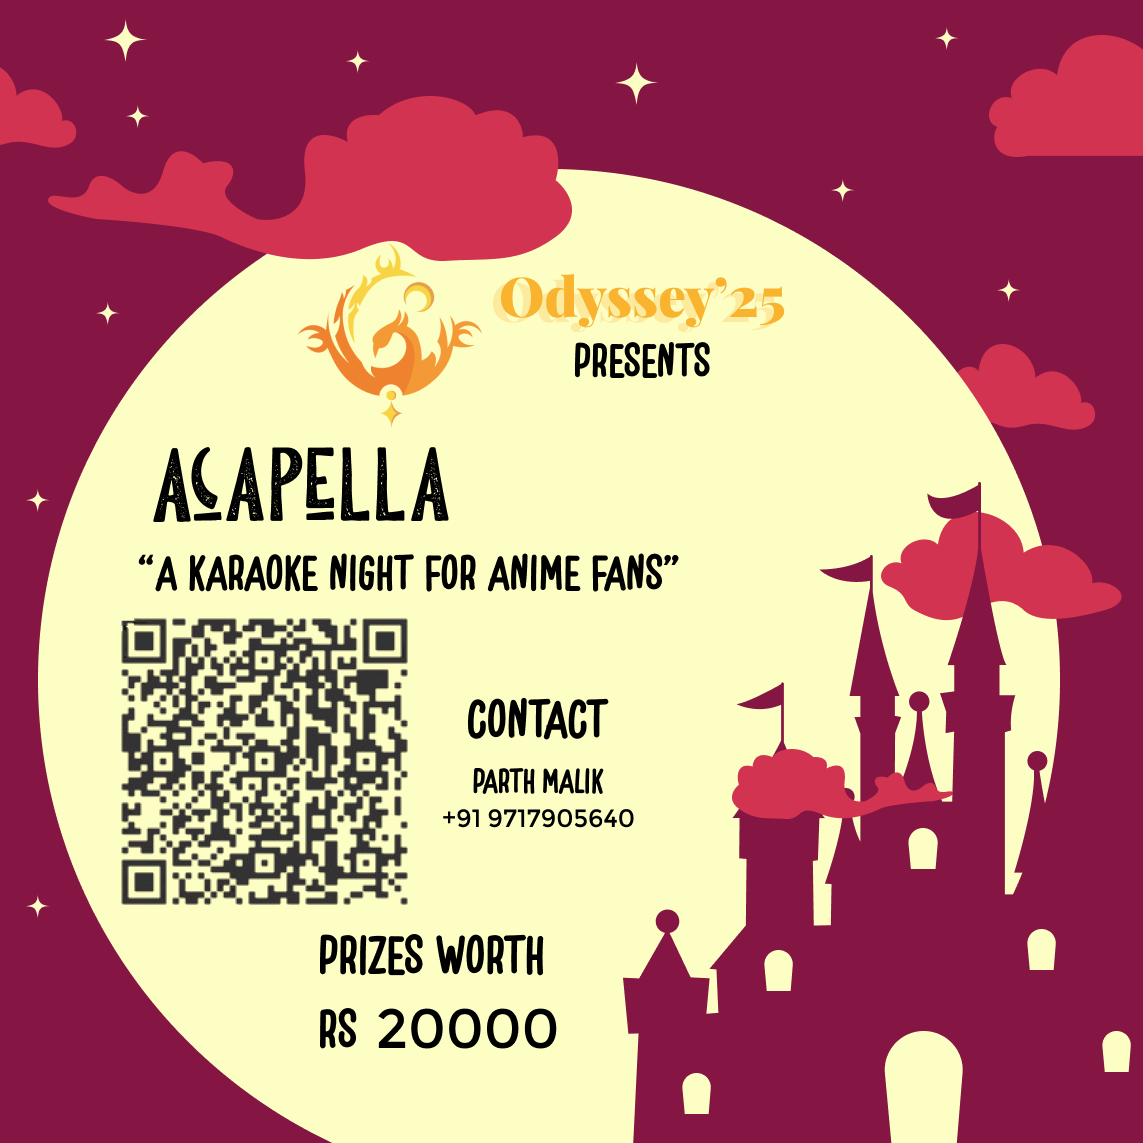 Odyssey'25
PRESENTS
ACAPELLA
"A KARAOKE NIGHT FOR ANIME FANS"
CONTACT
PARTH MALIK
+91 9717905640
PRIZES WORTH
RS 20000